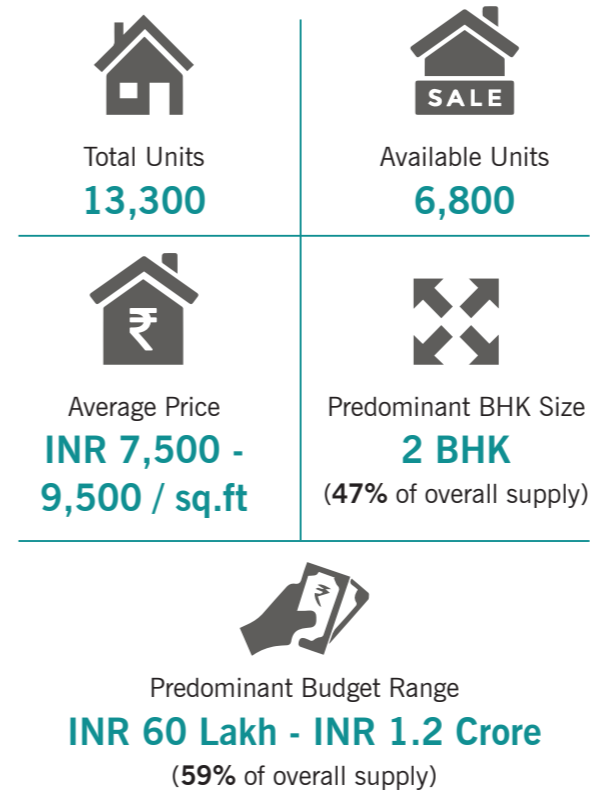 SALE
Total Units
13,300
Available Units
6,800
₹
Average Price
INR 7,500 -
9,500 / sq.ft
Predominant BHK Size
2 BHK
(47% of overall supply)
₹
Predominant Budget Range
INR 60 Lakh - INR 1.2 Crore
(59% of overall supply)